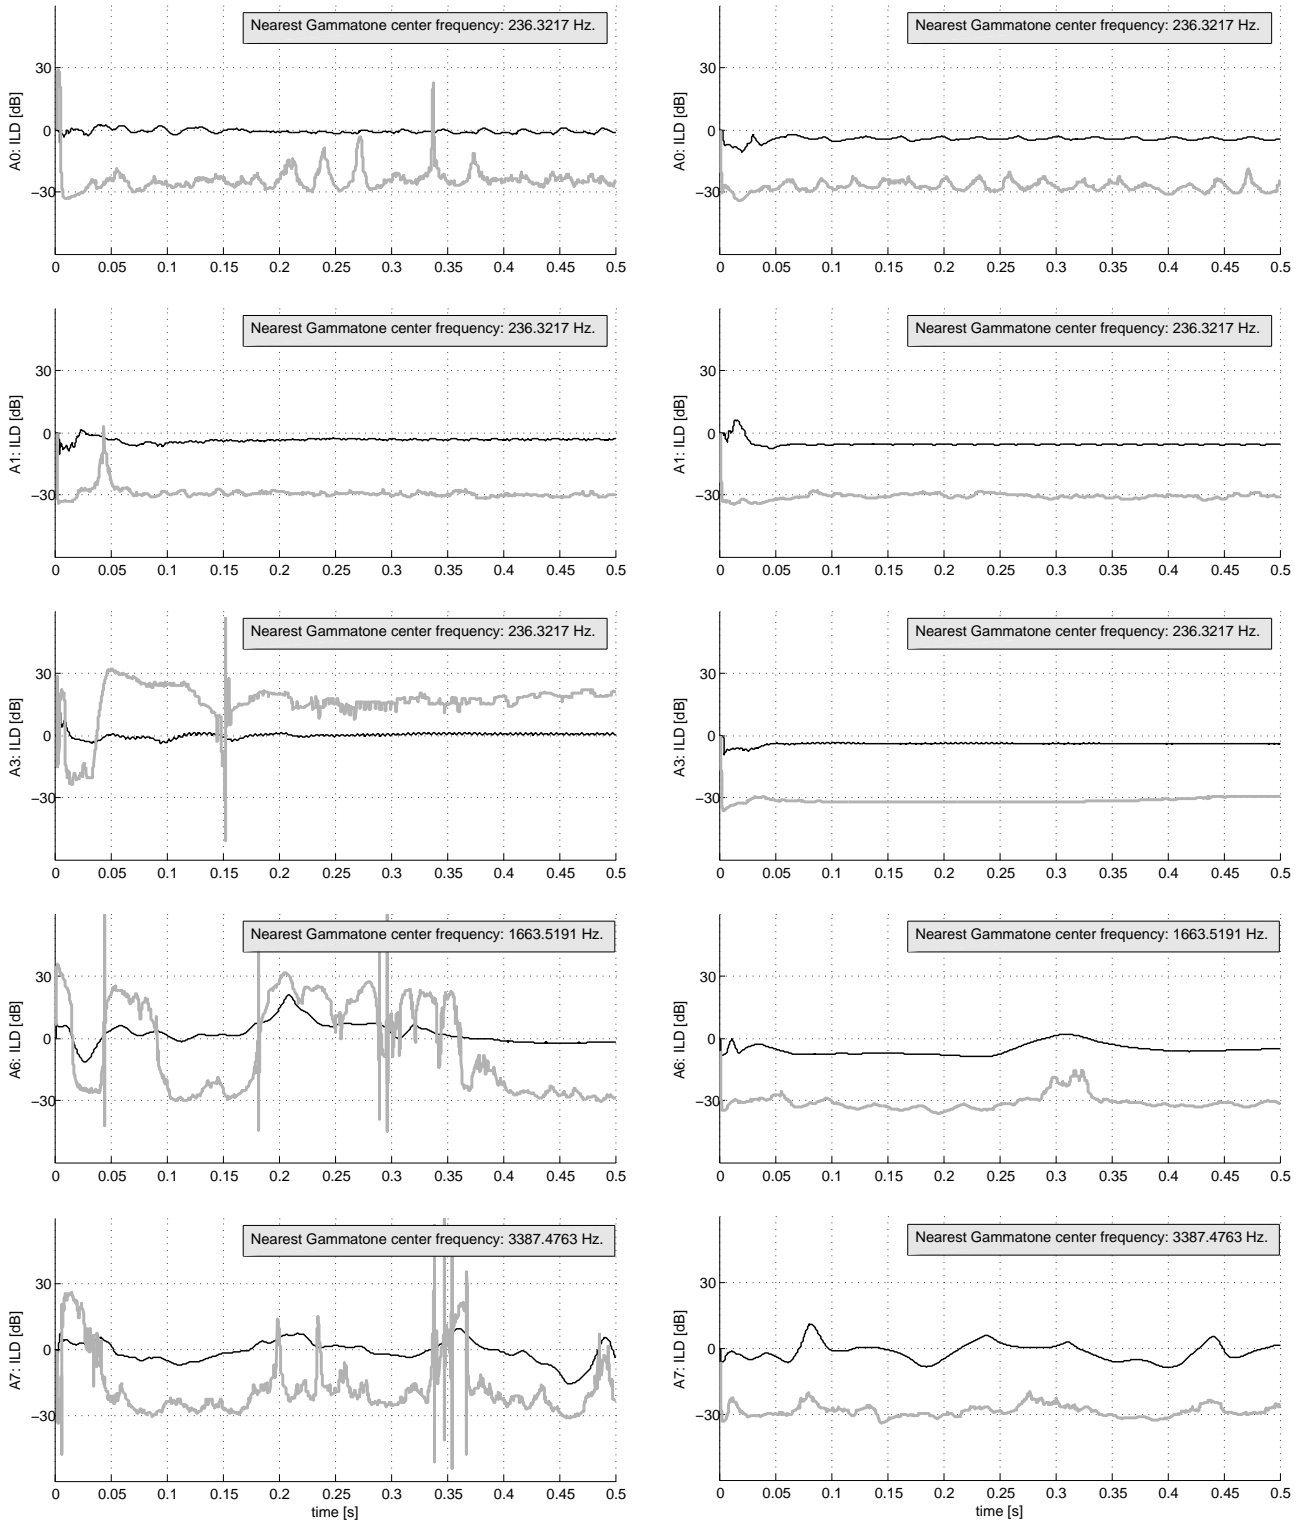 Nearest Gammatone center frequency: 236.3217 Hz.
30
0
−30
A0: ILD [dB]
0 0.05 0.1 0.15 0.2 0.25 0.3 0.35 0.4 0.45 0.5
Nearest Gammatone center frequency: 236.3217 Hz.
30
0
−30
A0: ILD [dB]
0 0.05 0.1 0.15 0.2 0.25 0.3 0.35 0.4 0.45 0.5
Nearest Gammatone center frequency: 236.3217 Hz.
30
0
−30
A1: ILD [dB]
0 0.05 0.1 0.15 0.2 0.25 0.3 0.35 0.4 0.45 0.5
Nearest Gammatone center frequency: 236.3217 Hz.
30
0
−30
A1: ILD [dB]
0 0.05 0.1 0.15 0.2 0.25 0.3 0.35 0.4 0.45 0.5
Nearest Gammatone center frequency: 236.3217 Hz.
30
0
−30
A3: ILD [dB]
0 0.05 0.1 0.15 0.2 0.25 0.3 0.35 0.4 0.45 0.5
Nearest Gammatone center frequency: 236.3217 Hz.
30
0
−30
A3: ILD [dB]
0 0.05 0.1 0.15 0.2 0.25 0.3 0.35 0.4 0.45 0.5
Nearest Gammatone center frequency: 1663.5191 Hz.
30
0
−30
A6: ILD [dB]
0 0.05 0.1 0.15 0.2 0.25 0.3 0.35 0.4 0.45 0.5
Nearest Gammatone center frequency: 1663.5191 Hz.
30
0
−30
A6: ILD [dB]
0 0.05 0.1 0.15 0.2 0.25 0.3 0.35 0.4 0.45 0.5
Nearest Gammatone center frequency: 3387.4763 Hz.
30
0
−30
A7: ILD [dB]
0 0.05 0.1 0.15 0.2 0.25 0.3 0.35 0.4 0.45 0.5
time [s]
Nearest Gammatone center frequency: 3387.4763 Hz.
30
0
−30
A7: ILD [dB]
0 0.05 0.1 0.15 0.2 0.25 0.3 0.35 0.4 0.45 0.5
time [s]